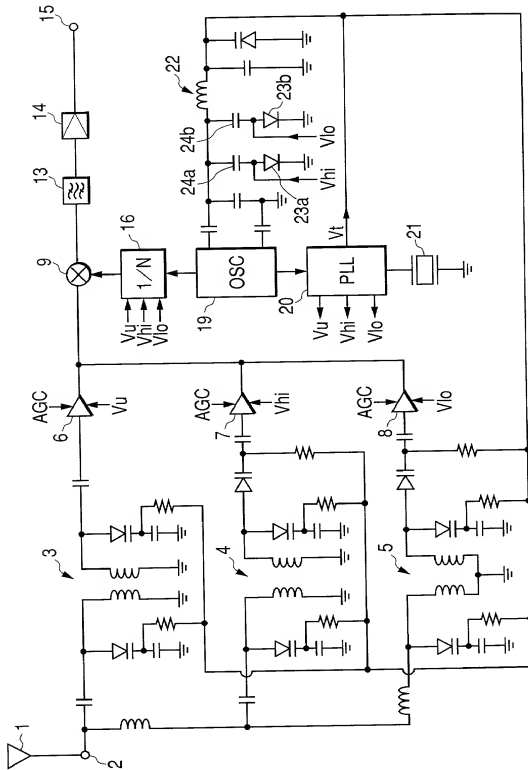 1
2
3
AGC
6
Vu
9
13
14
15
Vu
Vhi
Vlo
1/N
16
4
AGC
7
Vhi
19
OSC
24a
24b
22
23a
23b
Vhi
Vlo
20
PLL
Vt
Vu
Vhi
Vlo
21
5
AGC
8
Vlo